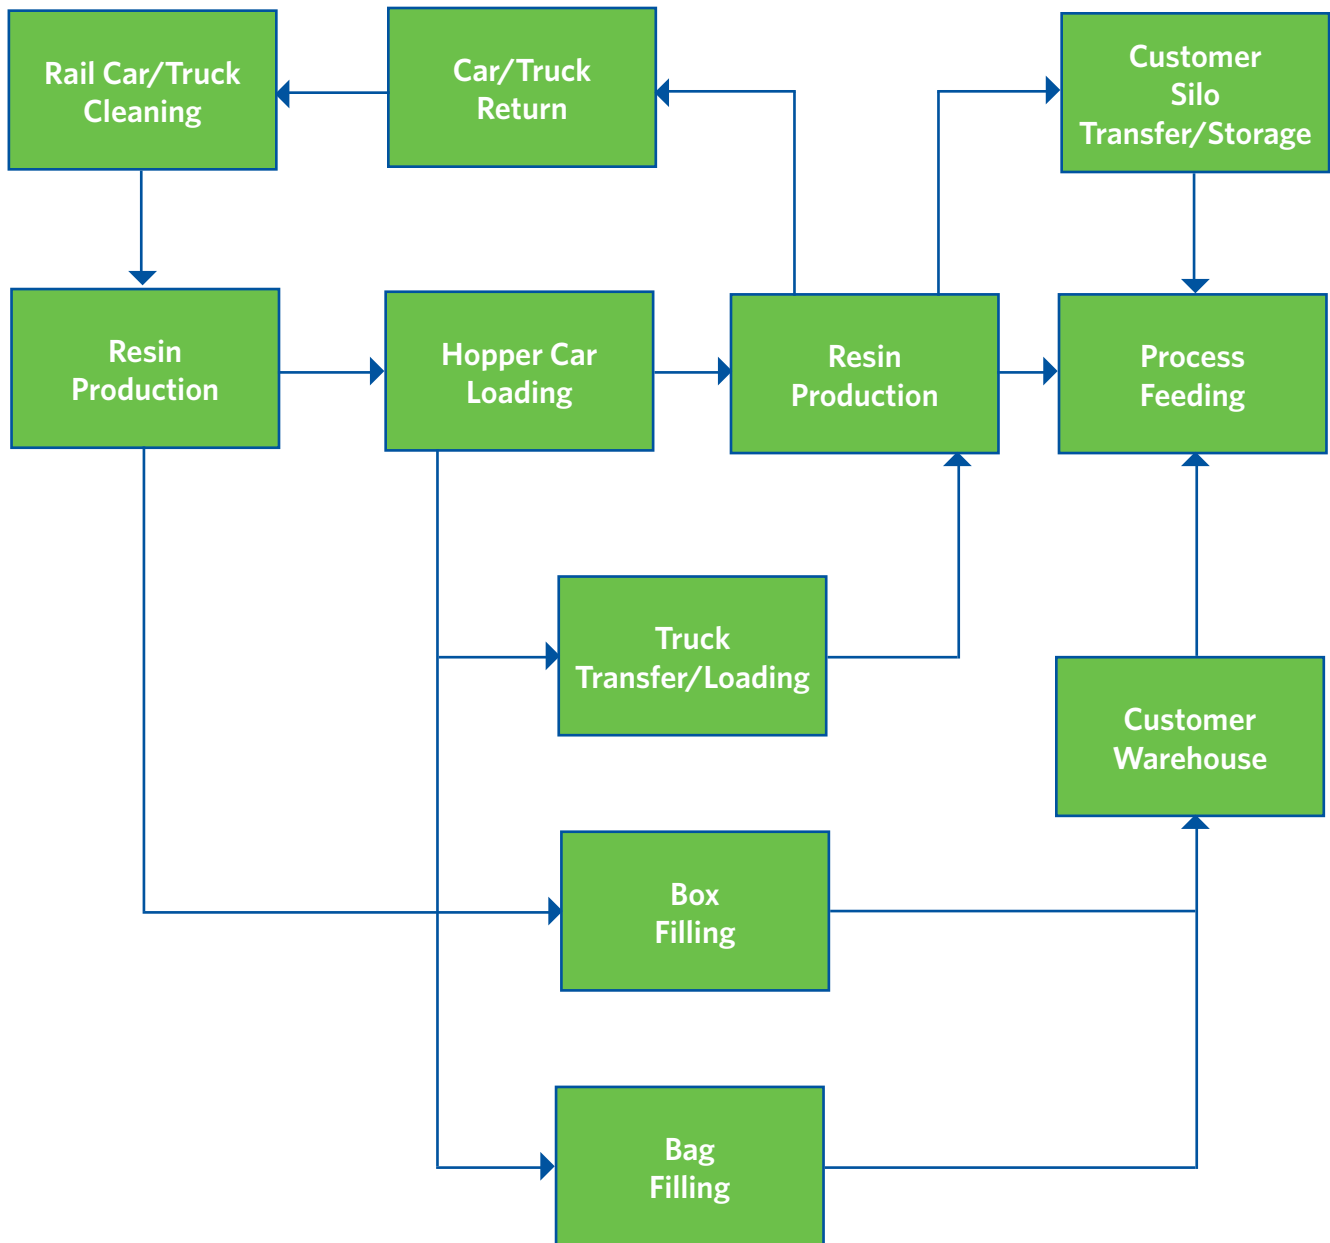 Rail Car/Truck
Cleaning
Car/Truck
Return
Customer
Silo
Transfer/Storage
Resin
Production
Hopper Car
Loading
Resin
Production
Process
Feeding
Truck
Transfer/Loading
Customer
Warehouse
Box
Filling
Bag
Filling